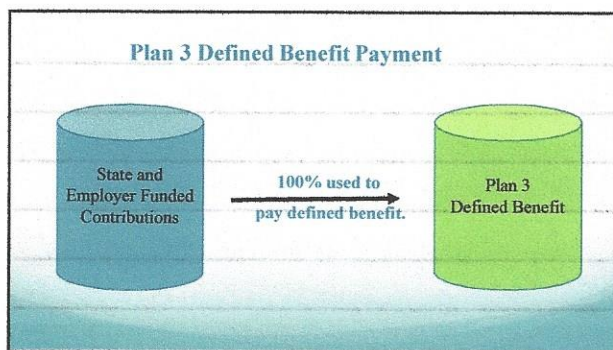 Plan 3 Defined Benefit Payment
State and
Employer Funded
Contributions
100% used to
pay defined benefit.
Plan 3
Defined Benefit